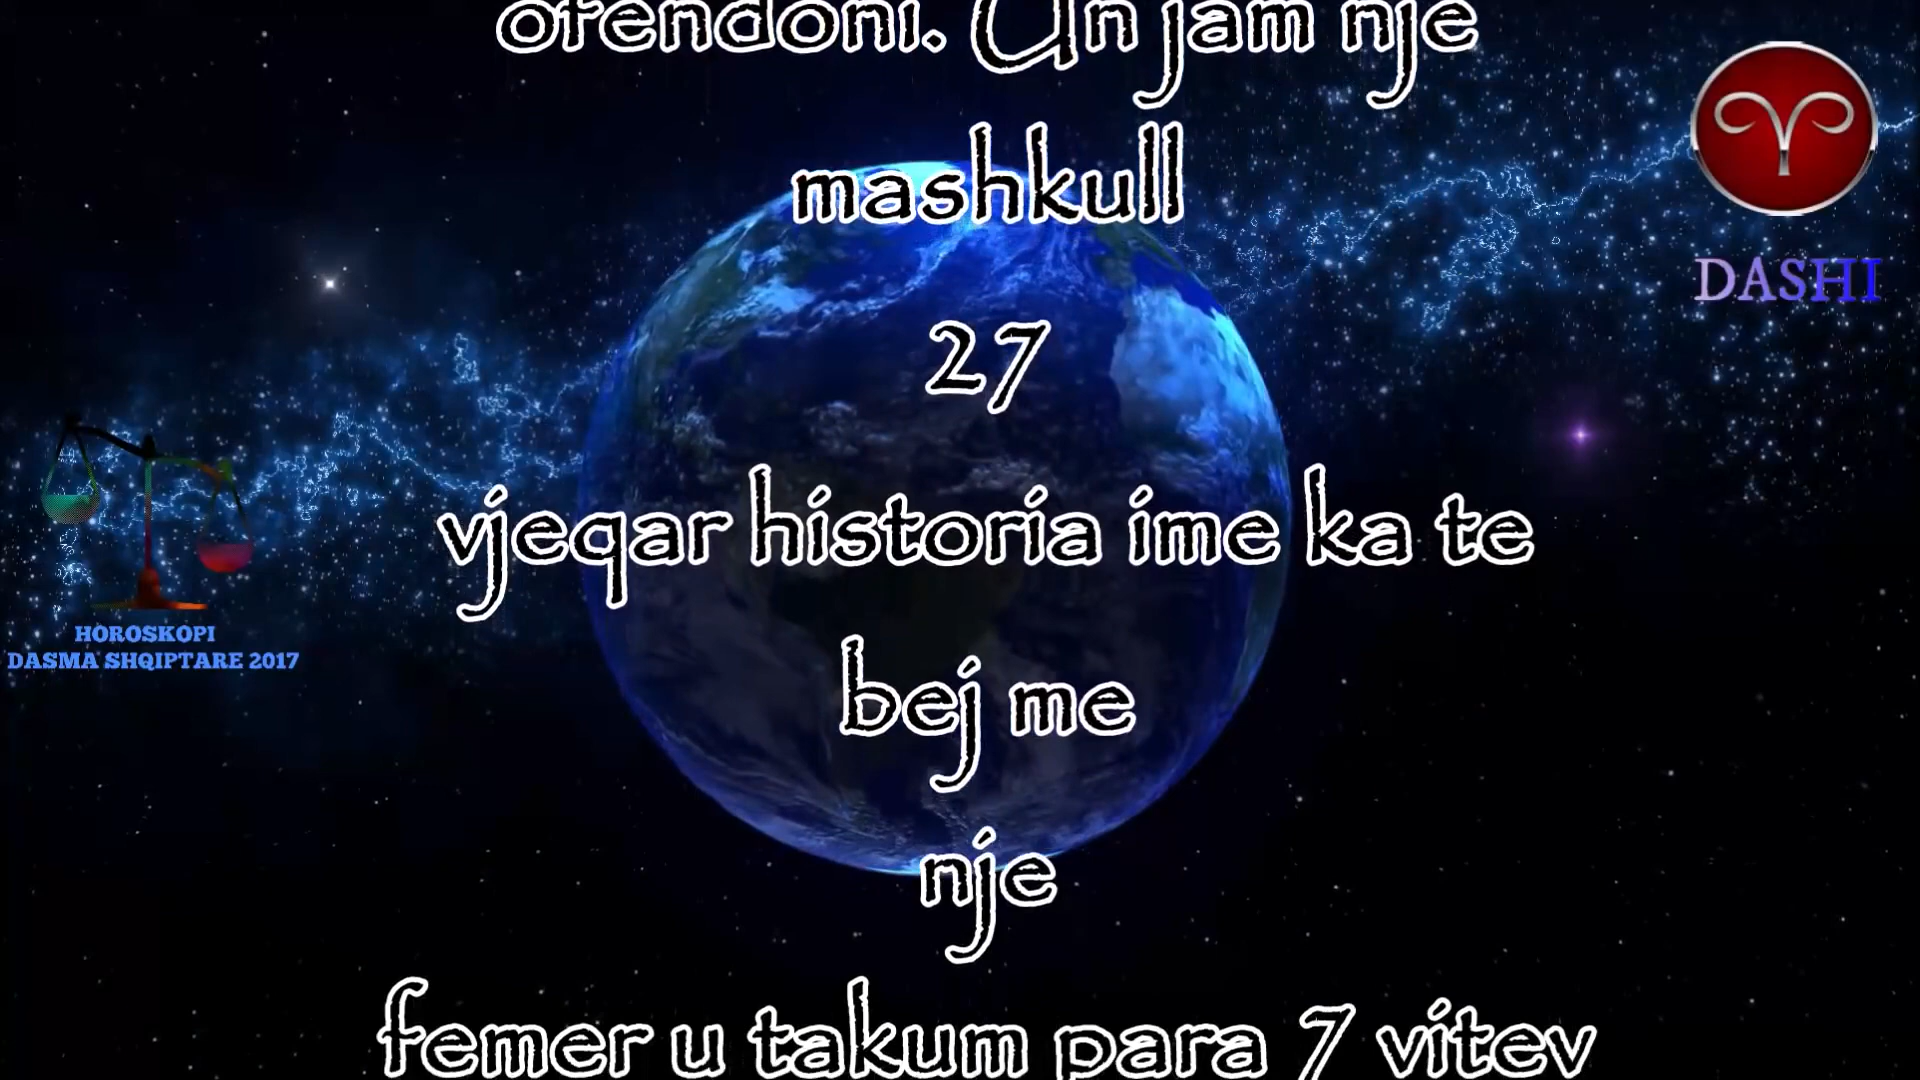 ofendoni. Un jam nje
mashkull
27
vjeqar historia ime ka te
bej me
nje
femer u takum para 7 vitev
DASHI
HOROSKOPI
DASMA SHQIPTARE 2017